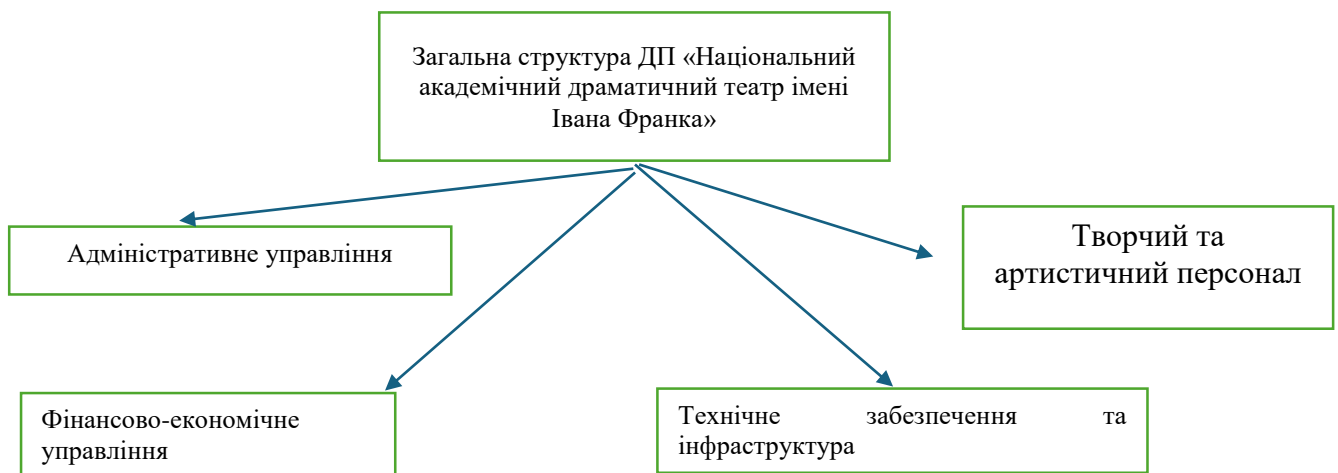 Загальна структура ДП «Національний
академічний драматичний театр імені
Івана Франка»
Адміністративне управління
Творчий та
артистичний персонал
Фінансово-економічне
управління
Технічне забезпечення та
інфраструктура